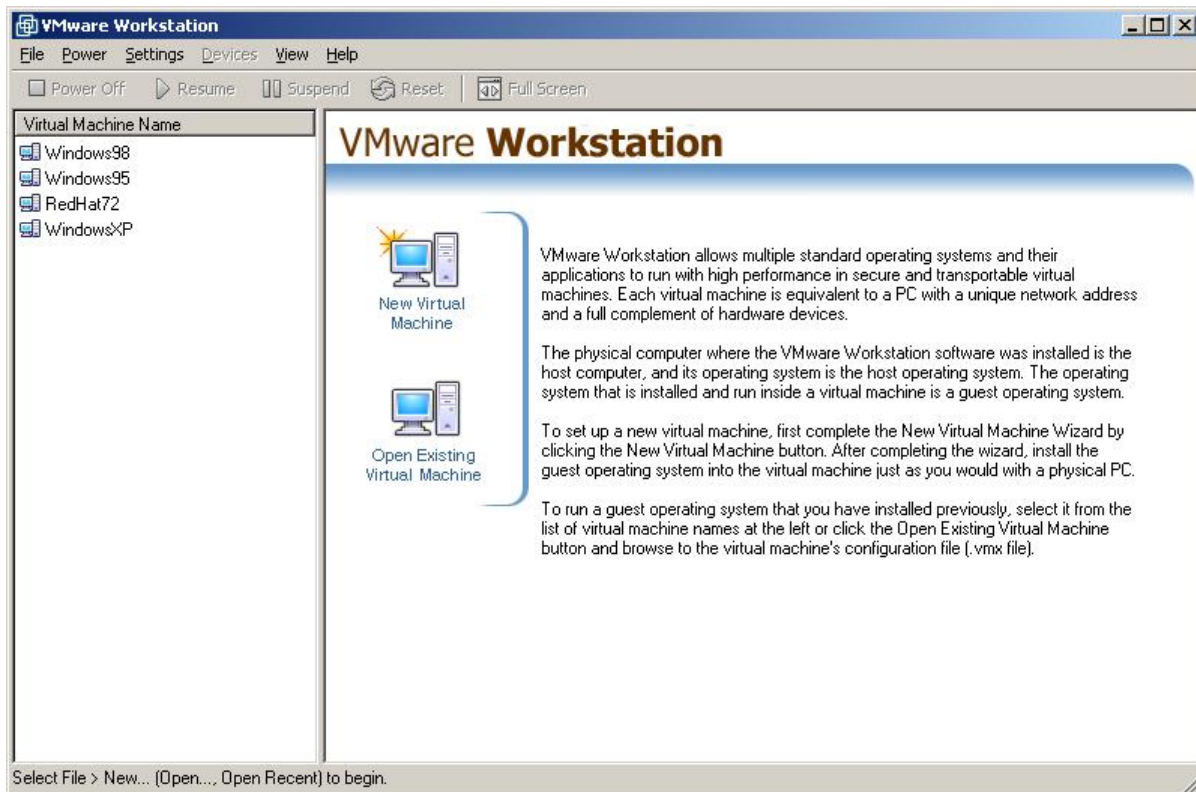 VMware Workstation
File Power Settings Devices View Help
Power Off Resume Suspend Reset Full Screen
Virtual Machine Name
Windows98
Windows95
RedHat72
WindowsXP
VMware Workstation
New Virtual
Machine
Open Existing
Virtual Machine
VMware Workstation allows multiple standard operating systems and their
applications to run with high performance in secure and transportable virtual
machines. Each virtual machine is equivalent to a PC with a unique network address
and a full complement of hardware devices.
The physical computer where the VMware Workstation software was installed is the
host computer, and its operating system is the host operating system. The operating
system that is installed and run inside a virtual machine is a guest operating system.
To set up a new virtual machine, first complete the New Virtual Machine Wizard by
clicking the New Virtual Machine button. After completing the wizard, install the
guest operating system into the virtual machine just as you would with a physical PC.
To run a guest operating system that you have installed previously, select it from the
list of virtual machine names at the left or click the Open Existing Virtual Machine
button and browse to the virtual machine's configuration file (.vmx file).
Select File > New... (Open..., Open Recent) to begin.